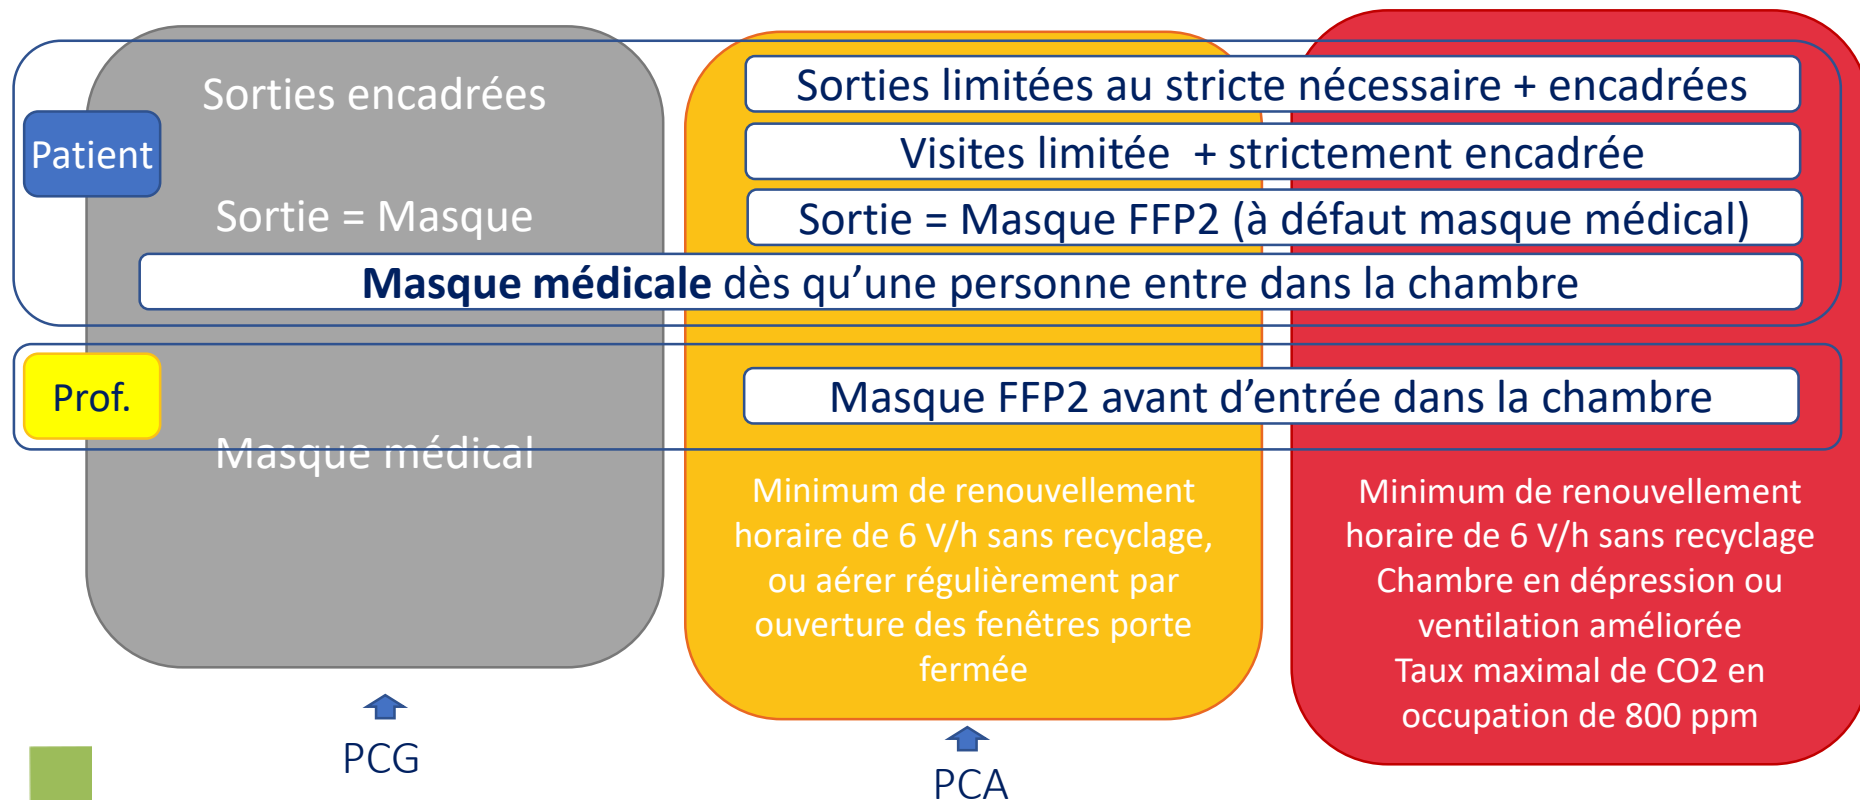 Patient
Sorties encadrées
Sortie = Masque
Sorties limitées au stricte nécessaire + encadrées
Visites limitée + strictement encadrée
Sortie = Masque FFP2 (à défaut masque médical)
Masque médicale dès qu’une personne entre dans la chambre
Prof.
Masque médical
Masque FFP2 avant d’entrée dans la chambre
Minimum de renouvellement
horaire de 6 V/h sans recyclage,
ou aérer régulièrement par
ouverture des fenêtres porte
fermée
Minimum de renouvellement
horaire de 6 V/h sans recyclage
Chambre en dépression ou
ventilation améliorée
Taux maximal de CO2 en
occupation de 800 ppm
PCG
PCA